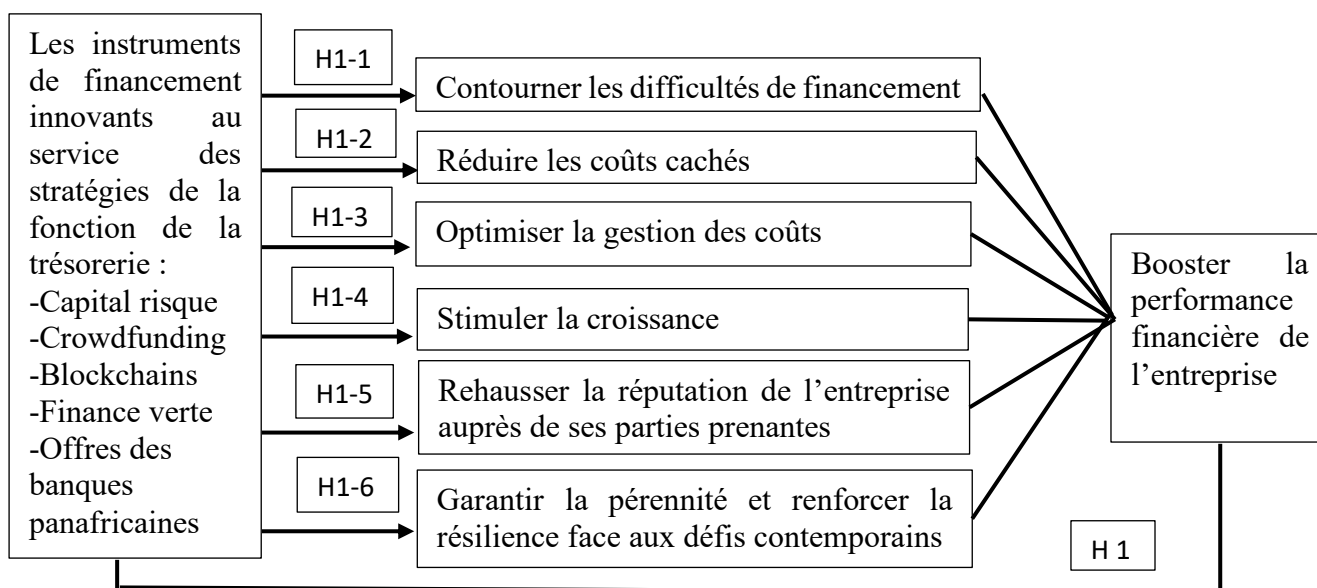 Les instruments
de financement
innovants au
service des
stratégies de la
fonction de la
trésorerie :
-Capital risque
-Crowdfunding
-Blockchains
-Finance verte
-Offres des
banques
panafricaines
H1-1
Contourner les difficultés de financement
H1-2
Réduire les coûts cachés
H1-3
Optimiser la gestion des coûts
H1-4
Stimuler la croissance
H1-5
Rehausser la réputation de l’entreprise
auprès de ses parties prenantes
H1-6
Garantir la pérennité et renforcer la
résilience face aux défis contemporains
Booster la
performance
financière de
l’entreprise
H 1